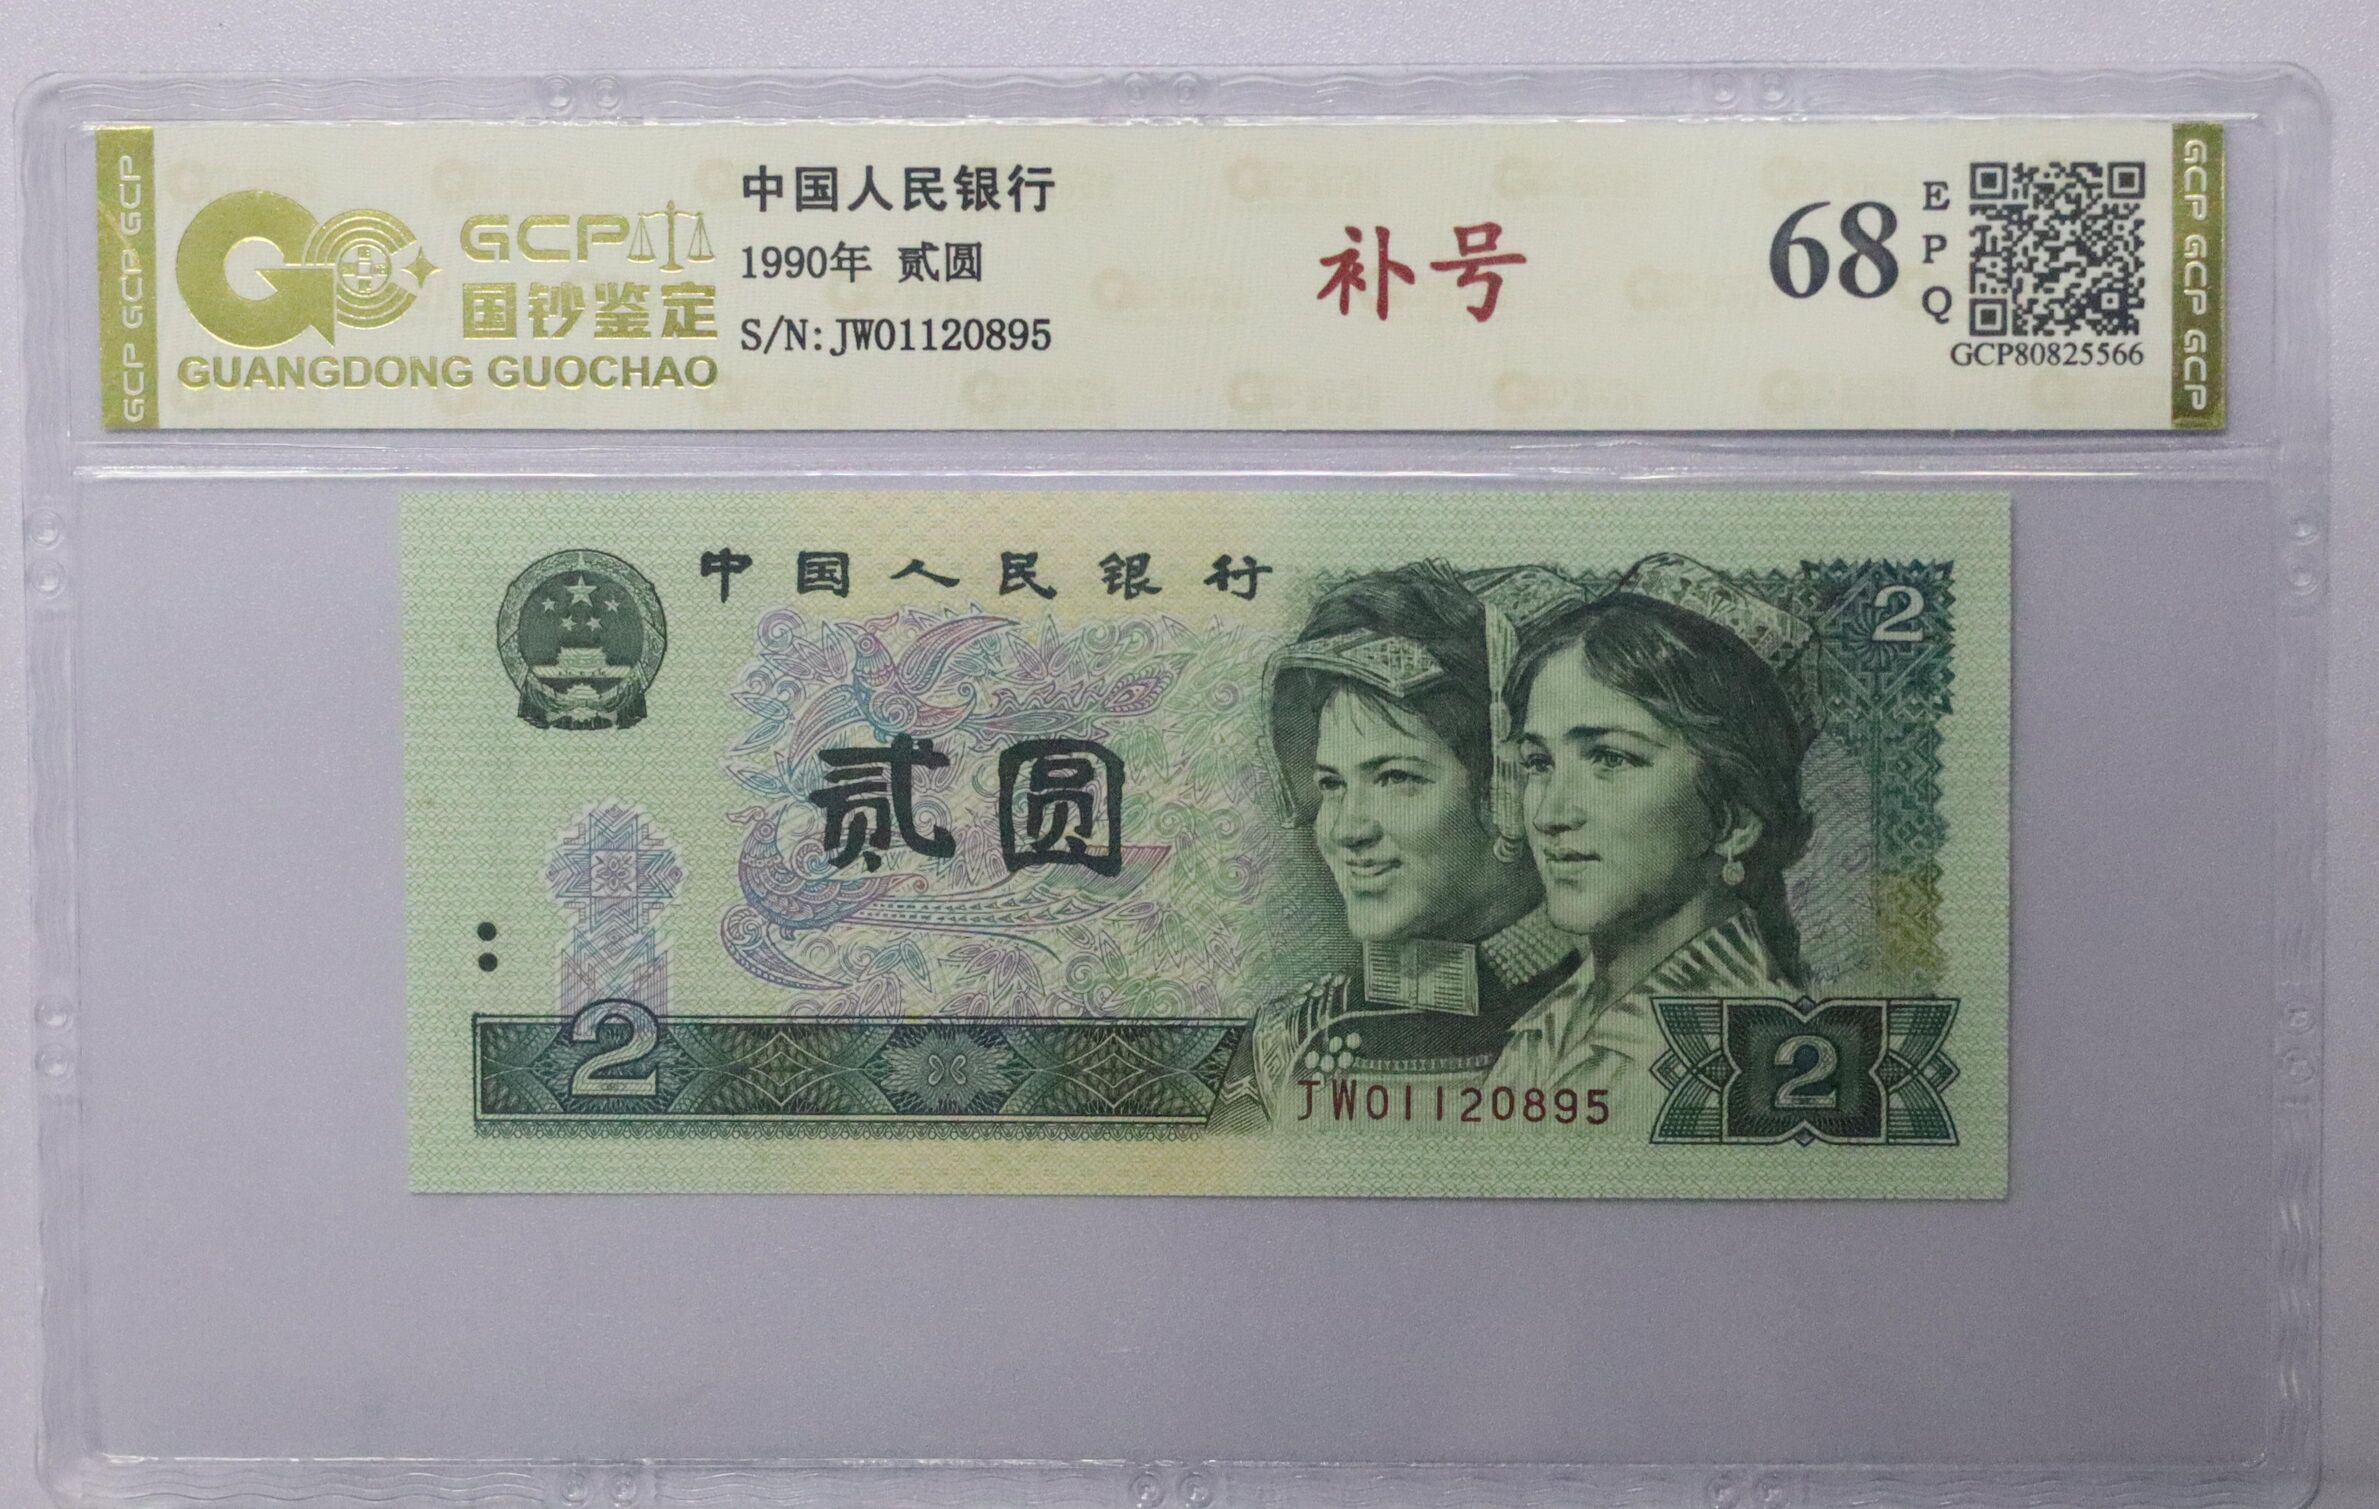 GCP GCP GCP
GCP
国钞鉴定
GUANGDONG GUOCHAO
中国人民银行
1990年 贰圆
S/N:JW01120895
补号
68
E
P
Q
GCP80825566
GCP GCP GCP
中国人民银行
2
贰圆
2
JW01120895
2